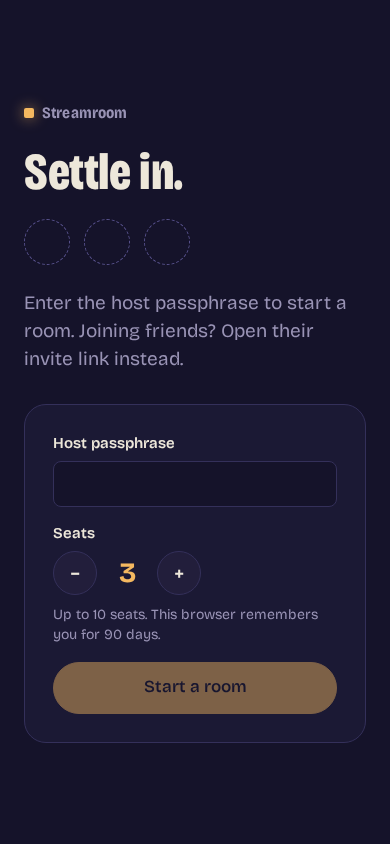 Streamroom
Settle in.
Enter the host passphrase to start a
room. Joining friends? Open their
invite link instead.
Host passphrase
Seats
− 3 +
Up to 10 seats. This browser remembers
you for 90 days.
Start a room